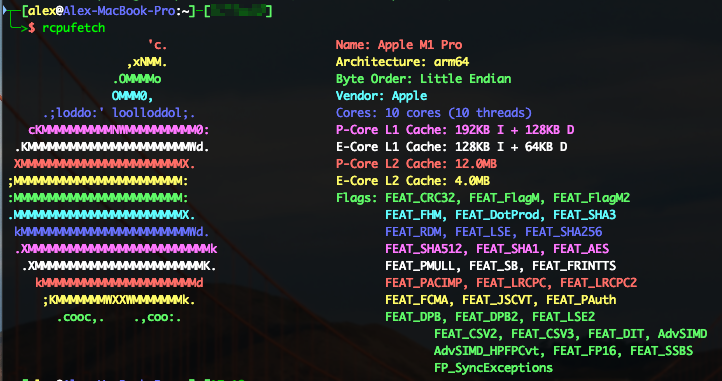 [alex@Alex-MacBook-Pro:~]-[
>$ rcpufetch
'c. Name: Apple M1 Pro
,xNMM. Architecture: arm64
.OMMMMo Byte Order: Little Endian
OMMM0, Vendor: Apple
.;loddo:' loolloddol;. Cores: 10 cores (10 threads)
cKMMMMMMMMMMNWMMMMMMMMMM0: P-Core L1 Cache: 192KB I + 128KB D
.KMMMMMMMMMMMMMMMMMMMMMMMWd. E-Core L1 Cache: 128KB I + 64KB D
XMMMMMMMMMMMMMMMMMMMMMMMX. P-Core L2 Cache: 12.0MB
;MMMMMMMMMMMMMMMMMMMMMMMM: E-Core L2 Cache: 4.0MB
:MMMMMMMMMMMMMMMMMMMMMMMM: Flags: FEAT_CRC32, FEAT_FlagM, FEAT_FlagM2
.MMMMMMMMMMMMMMMMMMMMMMMMX. FEAT_FHM, FEAT_DotProd, FEAT_SHA3
kMMMMMMMMMMMMMMMMMMMMMMMMWd. FEAT_RDM, FEAT_LSE, FEAT_SHA256
.XMMMMMMMMMMMMMMMMMMMMMMMMMMk FEAT_SHA512, FEAT_SHA1, FEAT_AES
.XMMMMMMMMMMMMMMMMMMMMMMMMK. FEAT_PMULL, FEAT_SB, FEAT_FRINTTS
kMMMMMMMMMMMMMMMMMMMMMMd FEAT_PACIMP, FEAT_LRCPC, FEAT_LRCPC2
;KMMMMMMMWXXWMMMMMMMk. FEAT_FCMA, FEAT_JSCVT, FEAT_PAuth
.cooc,. .,coo:. FEAT_DPB, FEAT_DPB2, FEAT_LSE2
FEAT_CSV2, FEAT_CSV3, FEAT_DIT, AdvSIMD
AdvSIMD_HPFPCvt, FEAT_FP16, FEAT_SSBS
FP_SyncExceptions